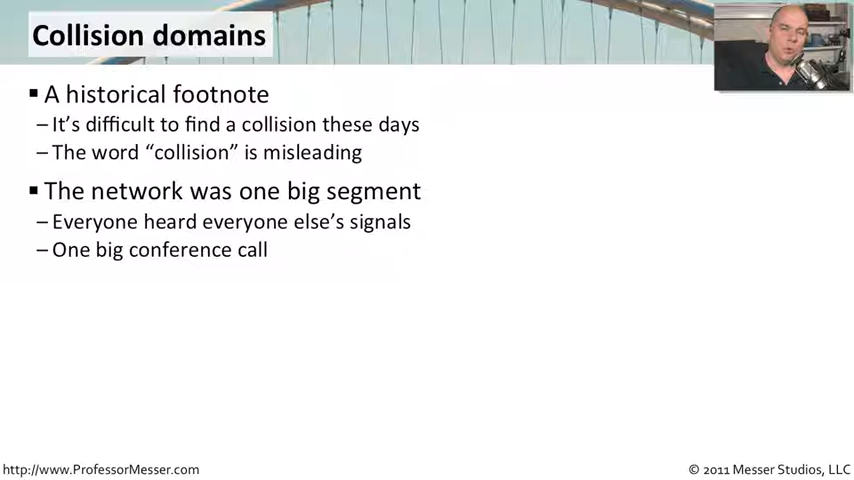 Collision domains
▪ A historical footnote
– It's difficult to find a collision these days
– The word “collision” is misleading
▪ The network was one big segment
– Everyone heard everyone else's signals
– One big conference call
http://www.ProfessorMesser.com
© 2011 Messer Studios, LLC